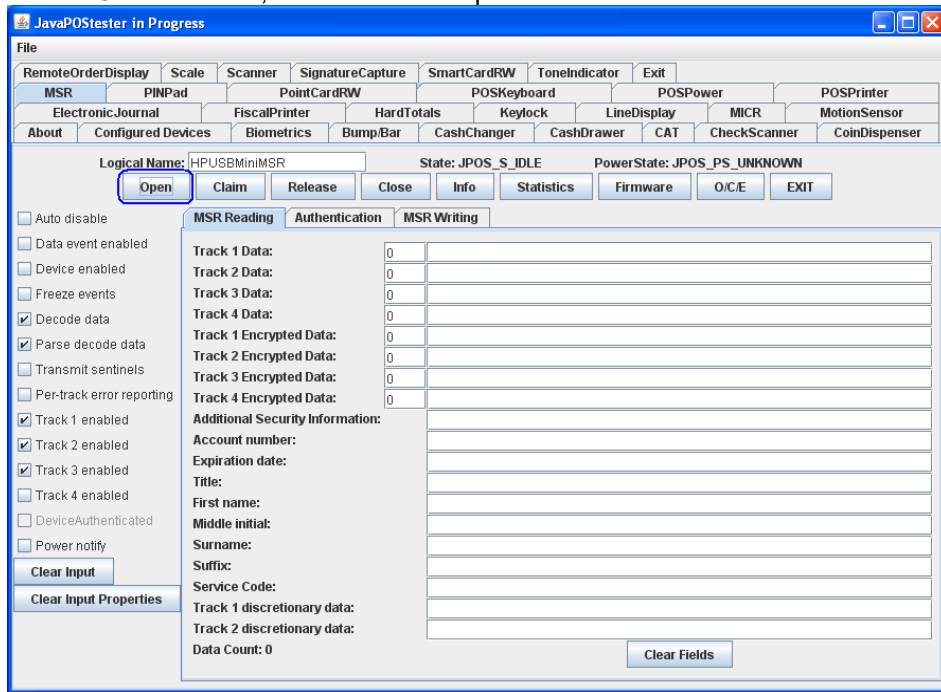 JavaPOStester in Progress
File
RemoteOrderDisplay Scale Scanner SignatureCapture SmartCardRW ToneIndicator Exit
MSR PINPad PointCardRW POSKeyboard POSPower POSPrinter
ElectronicJournal FiscalPrinter HardTotals Keylock LineDisplay MICR MotionSensor
About Configured Devices Biometrics Bump/Bar CashChanger CashDrawer CAT CheckScanner CoinDispenser
Logical Name: HPUSBMiniMSR State: JPOS_S_IDLE PowerState: JPOS_PS_UNKNOWN
Open Claim Release Close Info Statistics Firmware O/C/E EXIT
Auto disable
Data event enabled
Device enabled
Freeze events
Decode data
Parse decode data
Transmit sentinels
Per-track error reporting
Track 1 enabled
Track 2 enabled
Track 3 enabled
Track 4 enabled
DeviceAuthenticated
Power notify
Clear Input
Clear Input Properties
MSR Reading Authentication MSR Writing
Track 1 Data: 0
Track 2 Data: 0
Track 3 Data: 0
Track 4 Data: 0
Track 1 Encrypted Data: 0
Track 2 Encrypted Data: 0
Track 3 Encrypted Data: 0
Track 4 Encrypted Data: 0
Additional Security Information:
Account number:
Expiration date:
Title:
First name:
Middle initial:
Surname:
Suffix:
Service Code:
Track 1 discretionary data:
Track 2 discretionary data:
Data Count: 0
Clear Fields